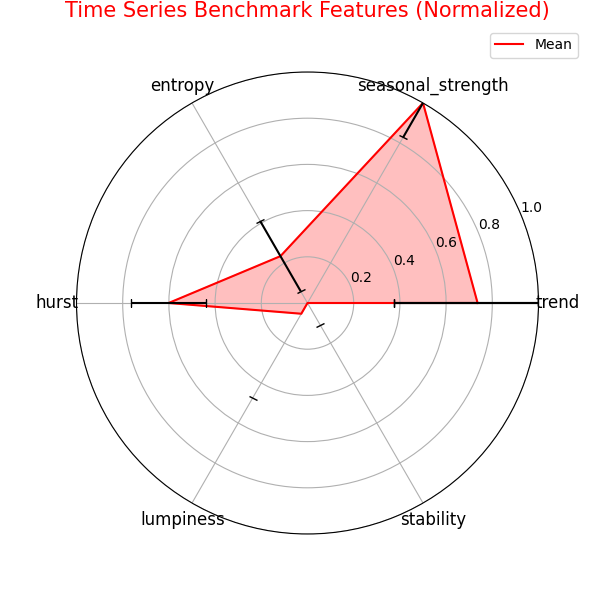 Time Series Benchmark Features (Normalized)
Mean
entropy
seasonal_strength
1.0
0.8
0.6
0.4
0.2
hurst
trend
lumpiness
stability